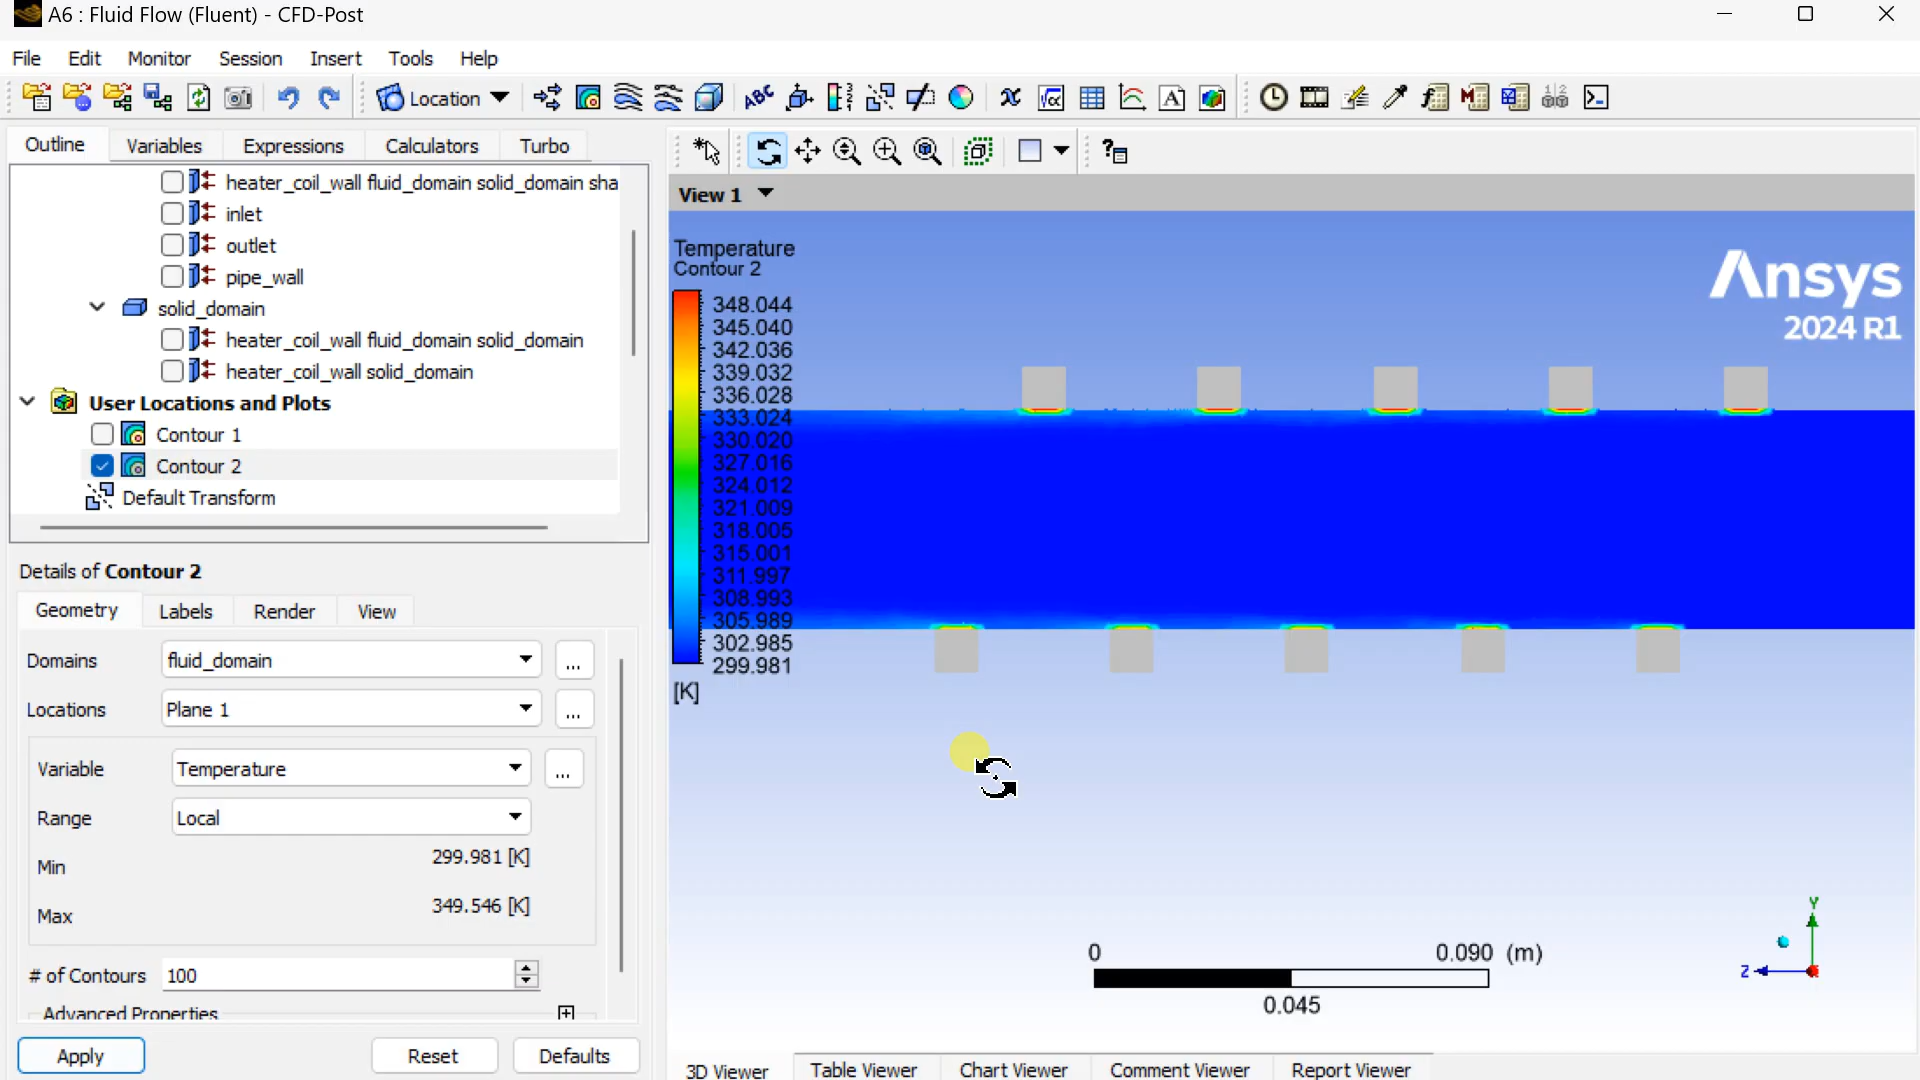 A6 : Fluid Flow (Fluent) - CFD-Post
File Edit Monitor Session Insert Tools Help
Location
Outline Variables Expressions Calculators Turbo
heater_coil_wall fluid_domain solid_domain sha
inlet
outlet
pipe_wall
solid_domain
heater_coil_wall fluid_domain solid_domain
heater_coil_wall solid_domain
User Locations and Plots
Contour 1
Contour 2
Default Transform
Details of Contour 2
Geometry Labels Render View
Domains fluid_domain ...
Locations Plane 1 ...
Variable Temperature ...
Range Local
Min 299.981 [K]
Max 349.546 [K]
# of Contours 100
Advanced Properties
Apply Reset Defaults
View 1
Temperature
Contour 2
348.044
345.040
342.036
339.032
336.028
333.024
330.020
327.016
324.012
321.009
318.005
315.001
311.997
308.993
305.989
302.985
299.981
[K]
Ansys
2024 R1
0 0.090 (m)
0.045
Y
Z
3D Viewer Table Viewer Chart Viewer Comment Viewer Report Viewer